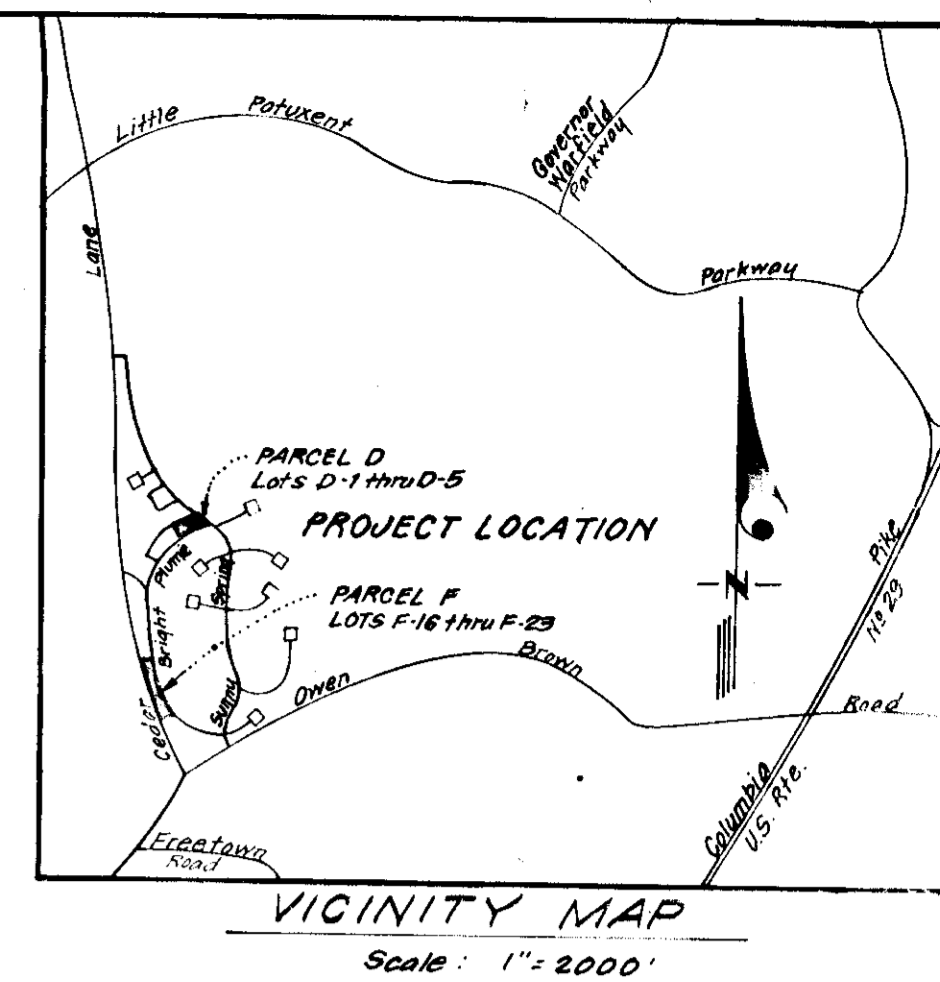 Little Patuxent
Governor
Warfield
Parkway
Lane
Parkway
PARCEL D
Lots D-1 thru D-5
PROJECT LOCATION
Plume
Spring
Pike
No 29
N
PARCEL F
LOTS F-16 thru F-23
Bright
Sunny
Owen Brown
Road
Cedar
Columbia
U.S. Rte.
Freetown
Road
VICINITY MAP
Scale: 1"=2000'